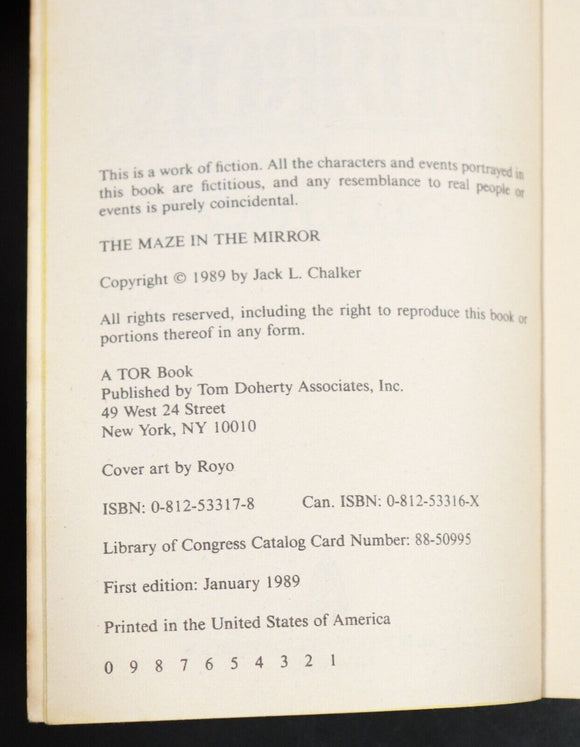 This is a work of fiction. All the characters and events portrayed in
this book are fictitious, and any resemblance to real people or
events is purely coincidental.
THE MAZE IN THE MIRROR
Copyright © 1989 by Jack L. Chalker
All rights reserved, including the right to reproduce this book or
portions thereof in any form.
A TOR Book
Published by Tom Doherty Associates, Inc.
49 West 24 Street
New York, NY 10010
Cover art by Royo
ISBN: 0-812-53317-8 Can. ISBN: 0-812-53316-X
Library of Congress Catalog Card Number: 88-50995
First edition: January 1989
Printed in the United States of America
0 9 8 7 6 5 4 3 2 1